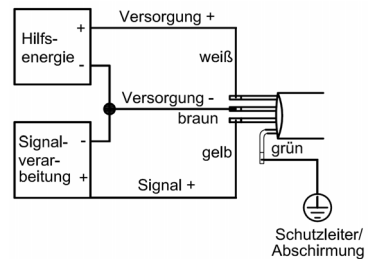 Versorgung +
+
Hilfs-
energie
-
weiß
Versorgung -
braun
Signal-
verar-
beitung
-
+
gelb
grün
Signal +
Schutzleiter/
Abschirmung